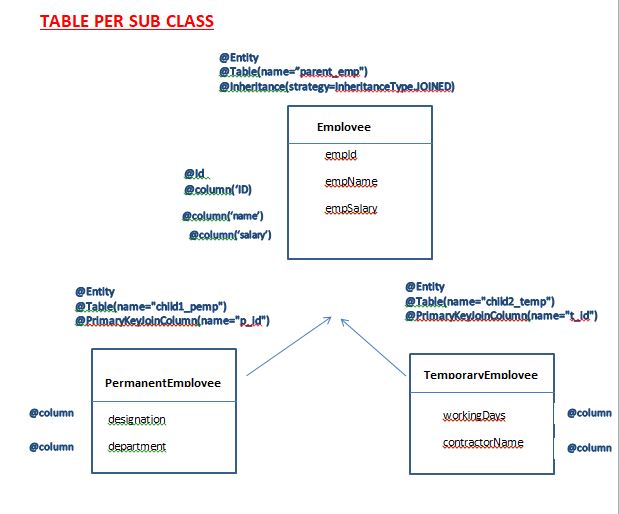 TABLE PER SUB CLASS
@Entity
@Table(name="parent_emp")
@Inheritance(strategy=InheritanceType.JOINED)
Employee
empId
@Id
empName
@column('ID)
empSalary
@column('name')
@column('salary')
@Entity
@Table(name="child1_pemp")
@PrimaryKeyJoinColumn(name="p_id")
@Entity
@Table(name="child2_temp")
@PrimaryKeyJoinColumn(name="t_id")
PermanentEmployee
@column
designation
@column
department
TemporaryEmployee
workingDays
@column
contractorName
@column